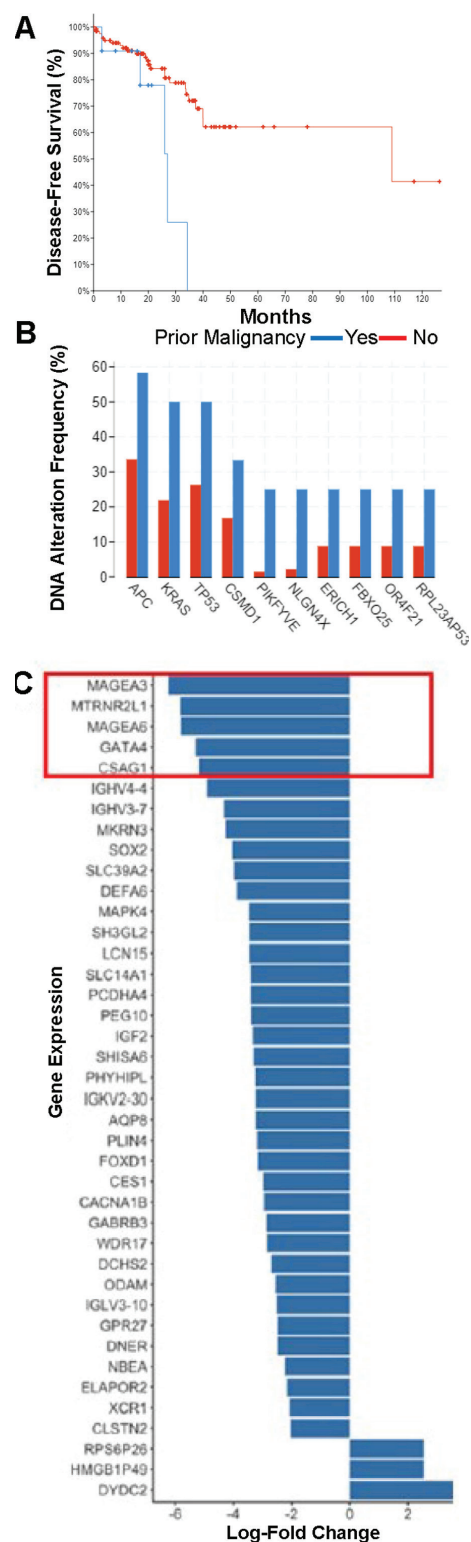 A
Disease-Free Survival (%)
100%
90%
80%
70%
60%
50%
40%
30%
20%
10%
0%
0 10 20 30 40 50 60 70 80 90 100 110 120
Months
Prior Malignancy Yes No
B
DNA Alteration Frequency (%)
60
50
40
30
20
10
0
APC KRAS TP53 CSMD1 PIKFYVE NLGN4X ERICH1 FBXO25 OR4F21 RPL23AP53
C
Gene Expression
MAGEA3
MTRNR2L1
MAGEA6
GATA4
CSAG1
IGHV4-4
IGHV3-7
MKRN3
SOX2
SLC39A2
DEFA6
MAPK4
SH3GL2
LCN15
SLC14A1
PCDHA4
PEG10
IGF2
SHISA6
PHYHIPL
IGKV2-30
AQP8
PLIN4
FOXD1
CES1
CACNA1B
GABRB3
WDR17
DCHS2
ODAM
IGLV3-10
GPR27
DNER
NBEA
ELAPOR2
XCR1
CLSTN2
RPS6P26
HMGB1P49
DYDC2
-6 -4 -2 0 2
Log-Fold Change